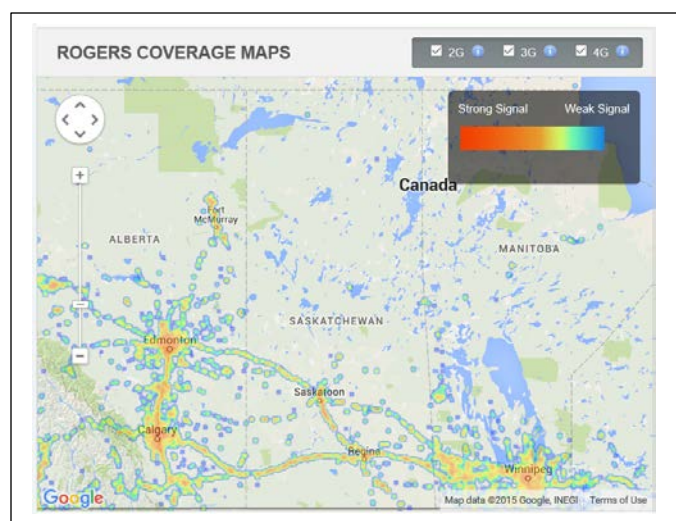 ROGERS COVERAGE MAPS
2G 3G 4G
Strong Signal Weak Signal
Canada
Fort
McMurray
ALBERTA
MANITOBA
SASKATCHEWAN
Edmonton
Saskatoon
Calgary
Regina
Winnipeg
Google
Map data ©2015 Google, INEGI Terms of Use